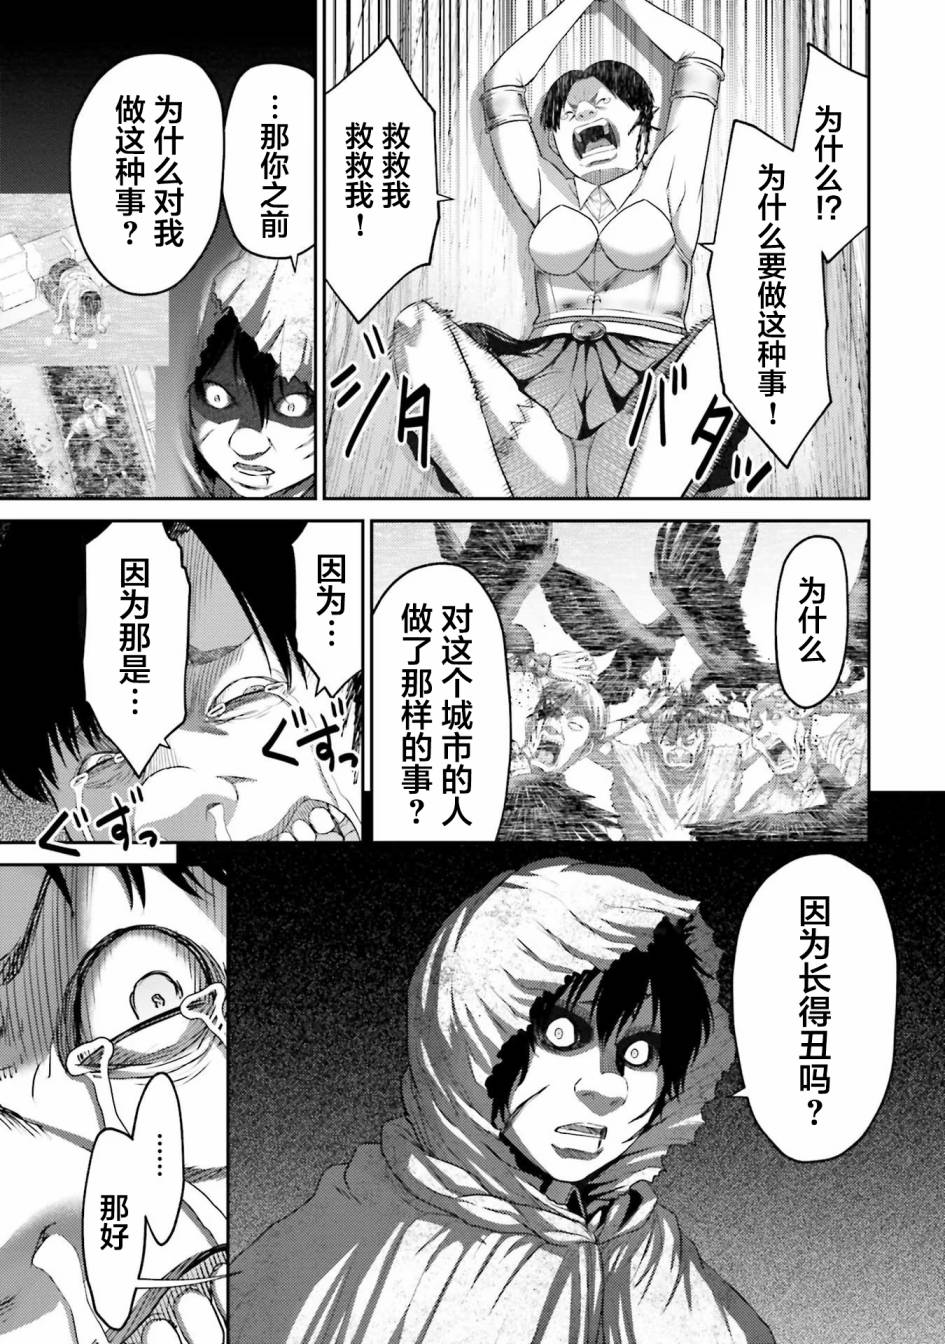 为什么!?
为什么要做这种事！
救救我
救救我！
ジタ
バタ
…那你之前
为什么对我
做这种事？
为什么
对这个城市的人
做了那样的事？
因为…
因为那是…
ぐずっ
ぐずっ
因为长得丑吗？
……
那好